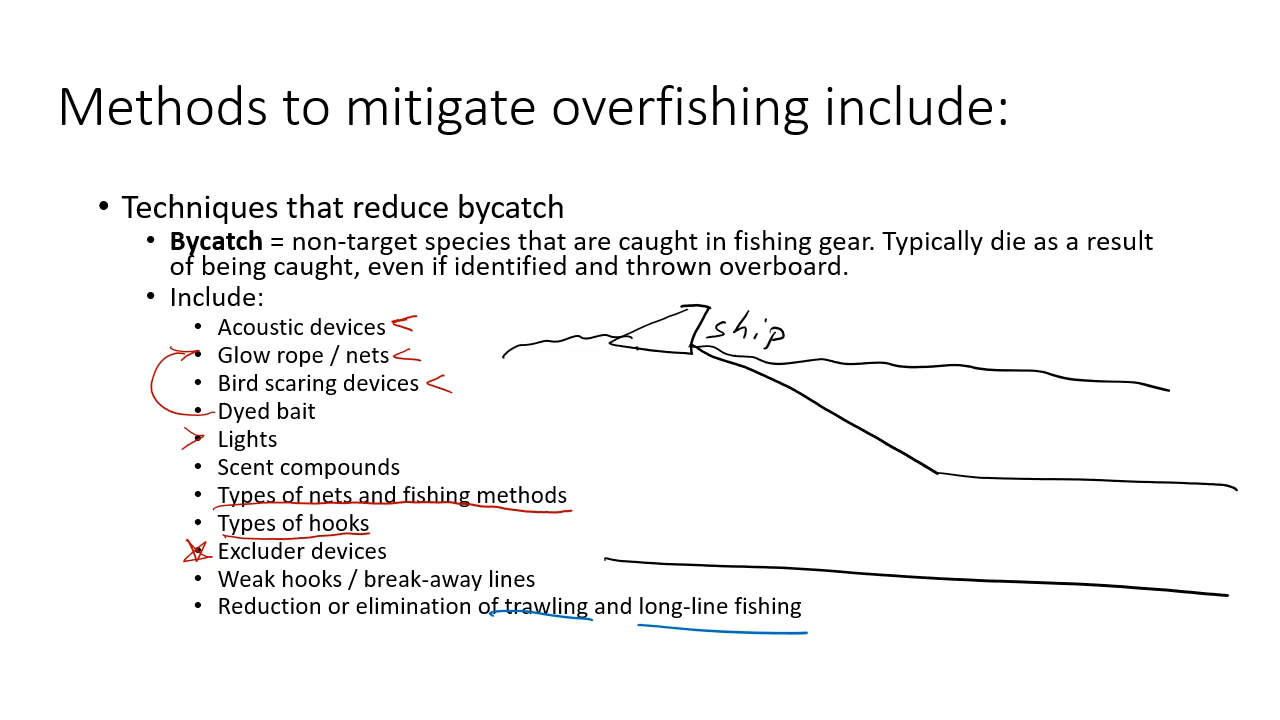 Methods to mitigate overfishing include:
• Techniques that reduce bycatch
• Bycatch = non-target species that are caught in fishing gear. Typically die as a result
of being caught, even if identified and thrown overboard.
• Include:
• Acoustic devices
ship
• Glow rope / nets
• Bird scaring devices
• Dyed bait
• Lights
• Scent compounds
• Types of nets and fishing methods
• Types of hooks
• Excluder devices
• Weak hooks / break-away lines
• Reduction or elimination of trawling and long-line fishing